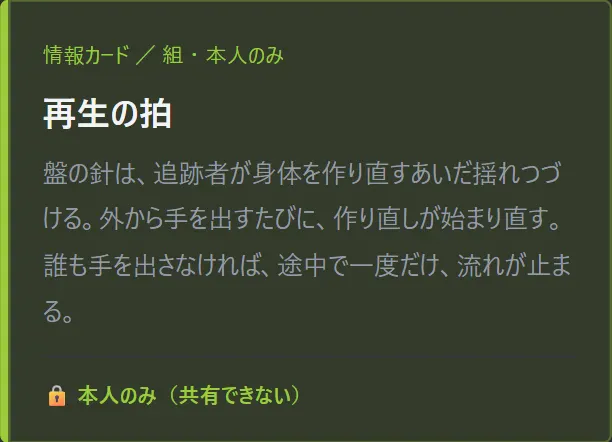 情報カード ／ 組 · 本人のみ
再生の拍
盤の針は、追跡者が身体を作り直すあいだ揺れつづ
ける。外から手を出すたびに、作り直しが始まり直す。
誰も手を出さなければ、途中で一度だけ、流れが止ま
る。
🔒 本人のみ（共有できない）